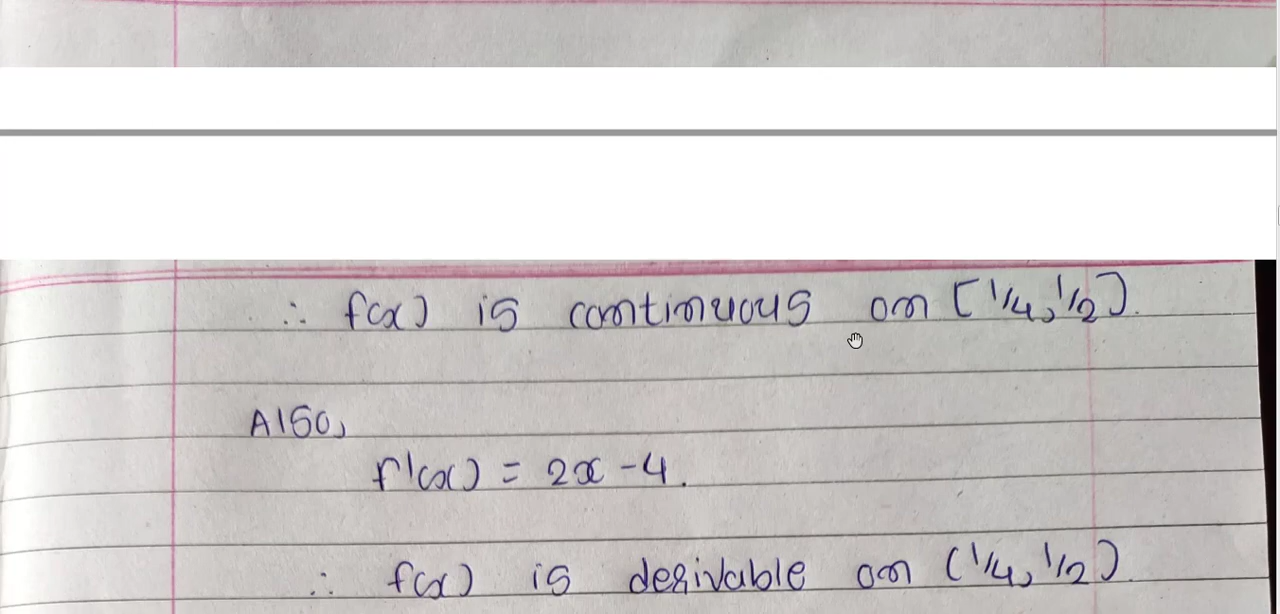 ∴ f(x) is continuous on [1/4, 1/2].
Also,
f'(x) = 2x - 4.
∴ f(x) is derivable on (1/4, 1/2).